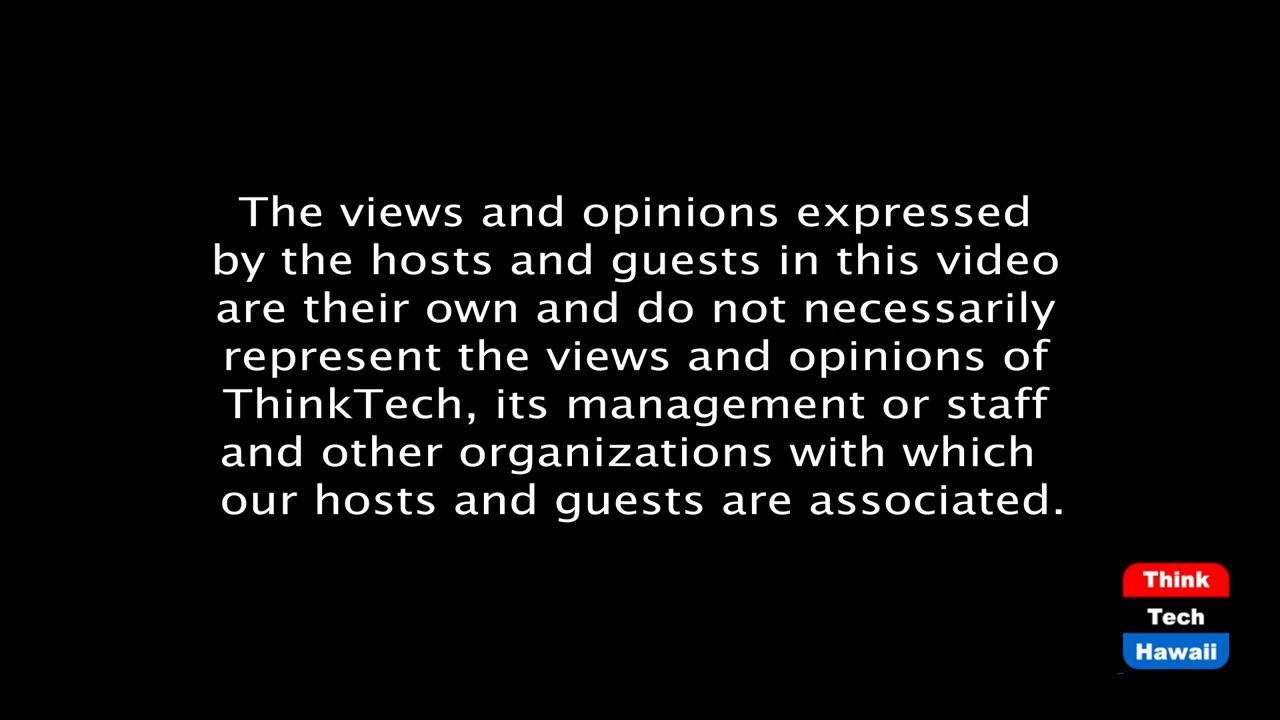 The views and opinions expressed
by the hosts and guests in this video
are their own and do not necessarily
represent the views and opinions of
ThinkTech, its management or staff
and other organizations with which
our hosts and guests are associated.
Think
Tech
Hawaii